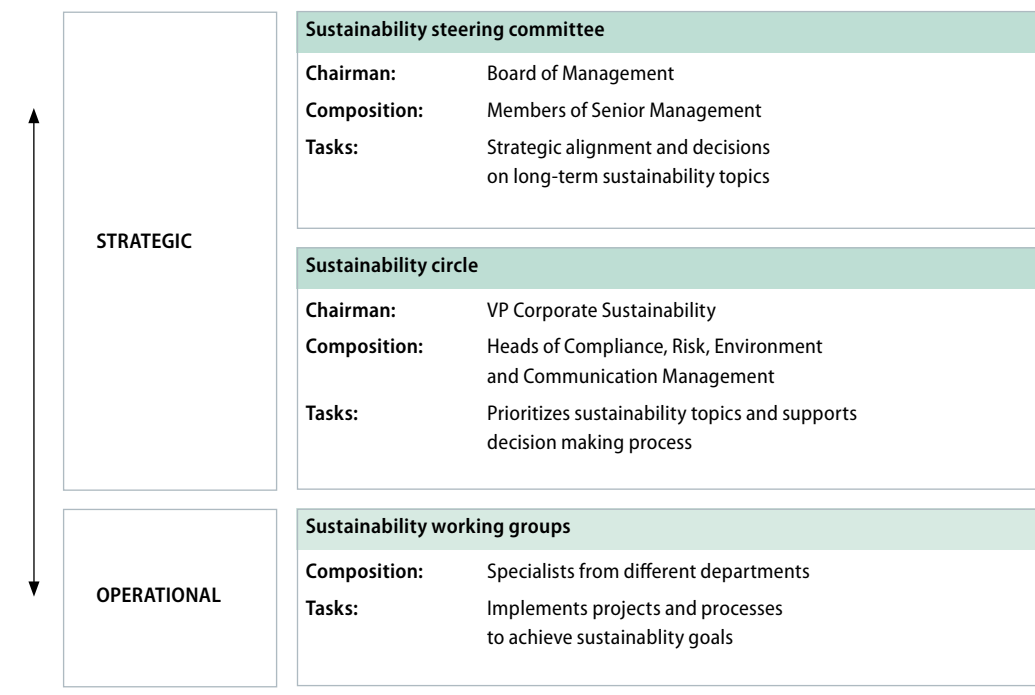 Sustainability steering committee
Chairman: Board of Management
Composition: Members of Senior Management
Tasks: Strategic alignment and decisions
on long-term sustainability topics
STRATEGIC
Sustainability circle
Chairman: VP Corporate Sustainability
Composition: Heads of Compliance, Risk, Environment
and Communication Management
Tasks: Prioritizes sustainability topics and supports
decision making process
Sustainability working groups
Composition: Specialists from different departments
OPERATIONAL
Tasks: Implements projects and processes
to achieve sustainablity goals